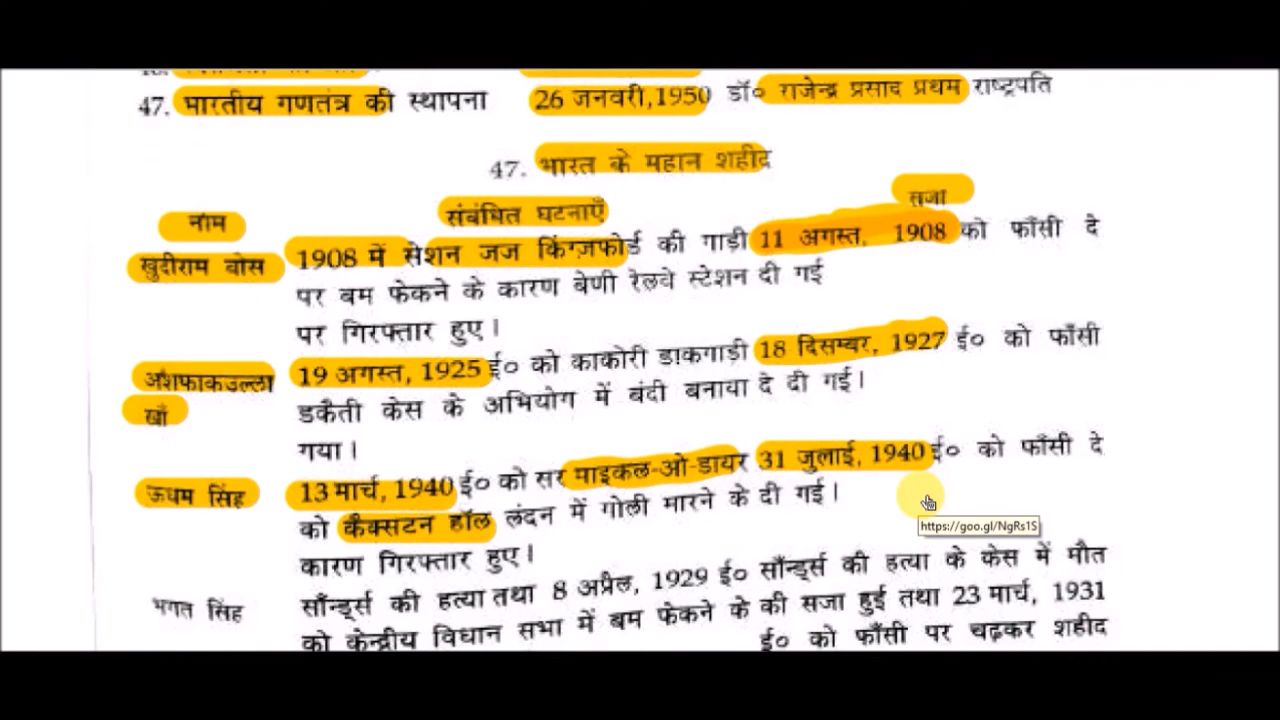 47. भारतीय गणतंत्र की स्थापना 26 जनवरी,1950 डॉ० राजेन्द्र प्रसाद प्रथम राष्ट्रपति
47. भारत के महान शहीद
नाम संबंधित घटनाएँ सजा
खुदीराम बोस 1908 में सेशन जज किंग्ज़फोर्ड की गाड़ी 11 अगस्त, 1908 को फाँसी दे
पर बम फेकने के कारण बेणी रेलवे स्टेशन दी गई
पर गिरफ्तार हुए।
अशफाकउल्ला 19 अगस्त, 1925 ई० को काकोरी डाकगाड़ी 18 दिसम्बर, 1927 ई० को फाँसी
खाँ डकैती केस के अभियोग में बंदी बनाया दे दी गई।
गया।
ऊधम सिंह 13 मार्च, 1940 ई० को सर माइकल-ओ-डायर 31 जुलाई, 1940 ई० को फाँसी दे
को कैक्सटन हॉल लंदन में गोली मारने के दी गई।
कारण गिरफ्तार हुए।
https://goo.gl/NgRs1S
भगत सिंह सॉन्डर्स की हत्या तथा 8 अप्रैल, 1929 ई० सॉन्डर्स की हत्या के केस में मौत
को केन्द्रीय विधान सभा में बम फेकने के की सजा हुई तथा 23 मार्च, 1931
ई० को फाँसी पर चढ़कर शहीद